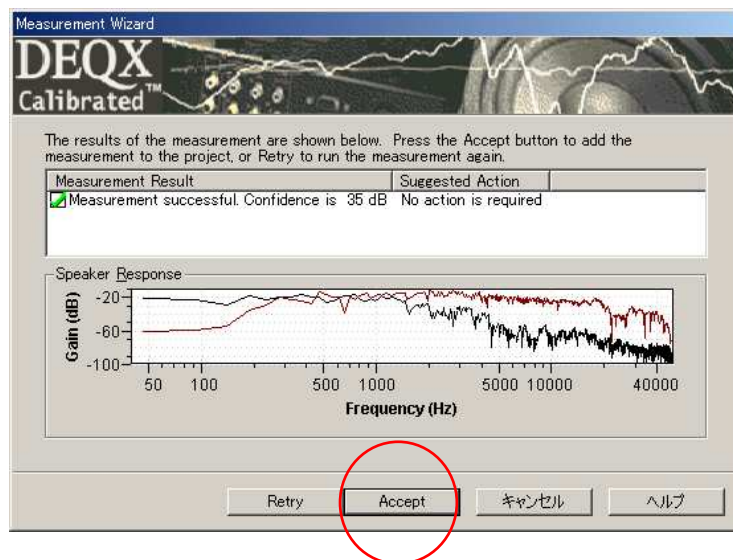 Measurement Wizard
DEQX
Calibrated™
The results of the measurement are shown below. Press the Accept button to add the
measurement to the project, or Retry to run the measurement again.
Measurement Result Suggested Action
Measurement successful. Confidence is 35 dB No action is required
Speaker Response
Gain (dB)
-20
-60
-100
50 100 500 1000 5000 10000 40000
Frequency (Hz)
Retry Accept キャンセル ヘルプ